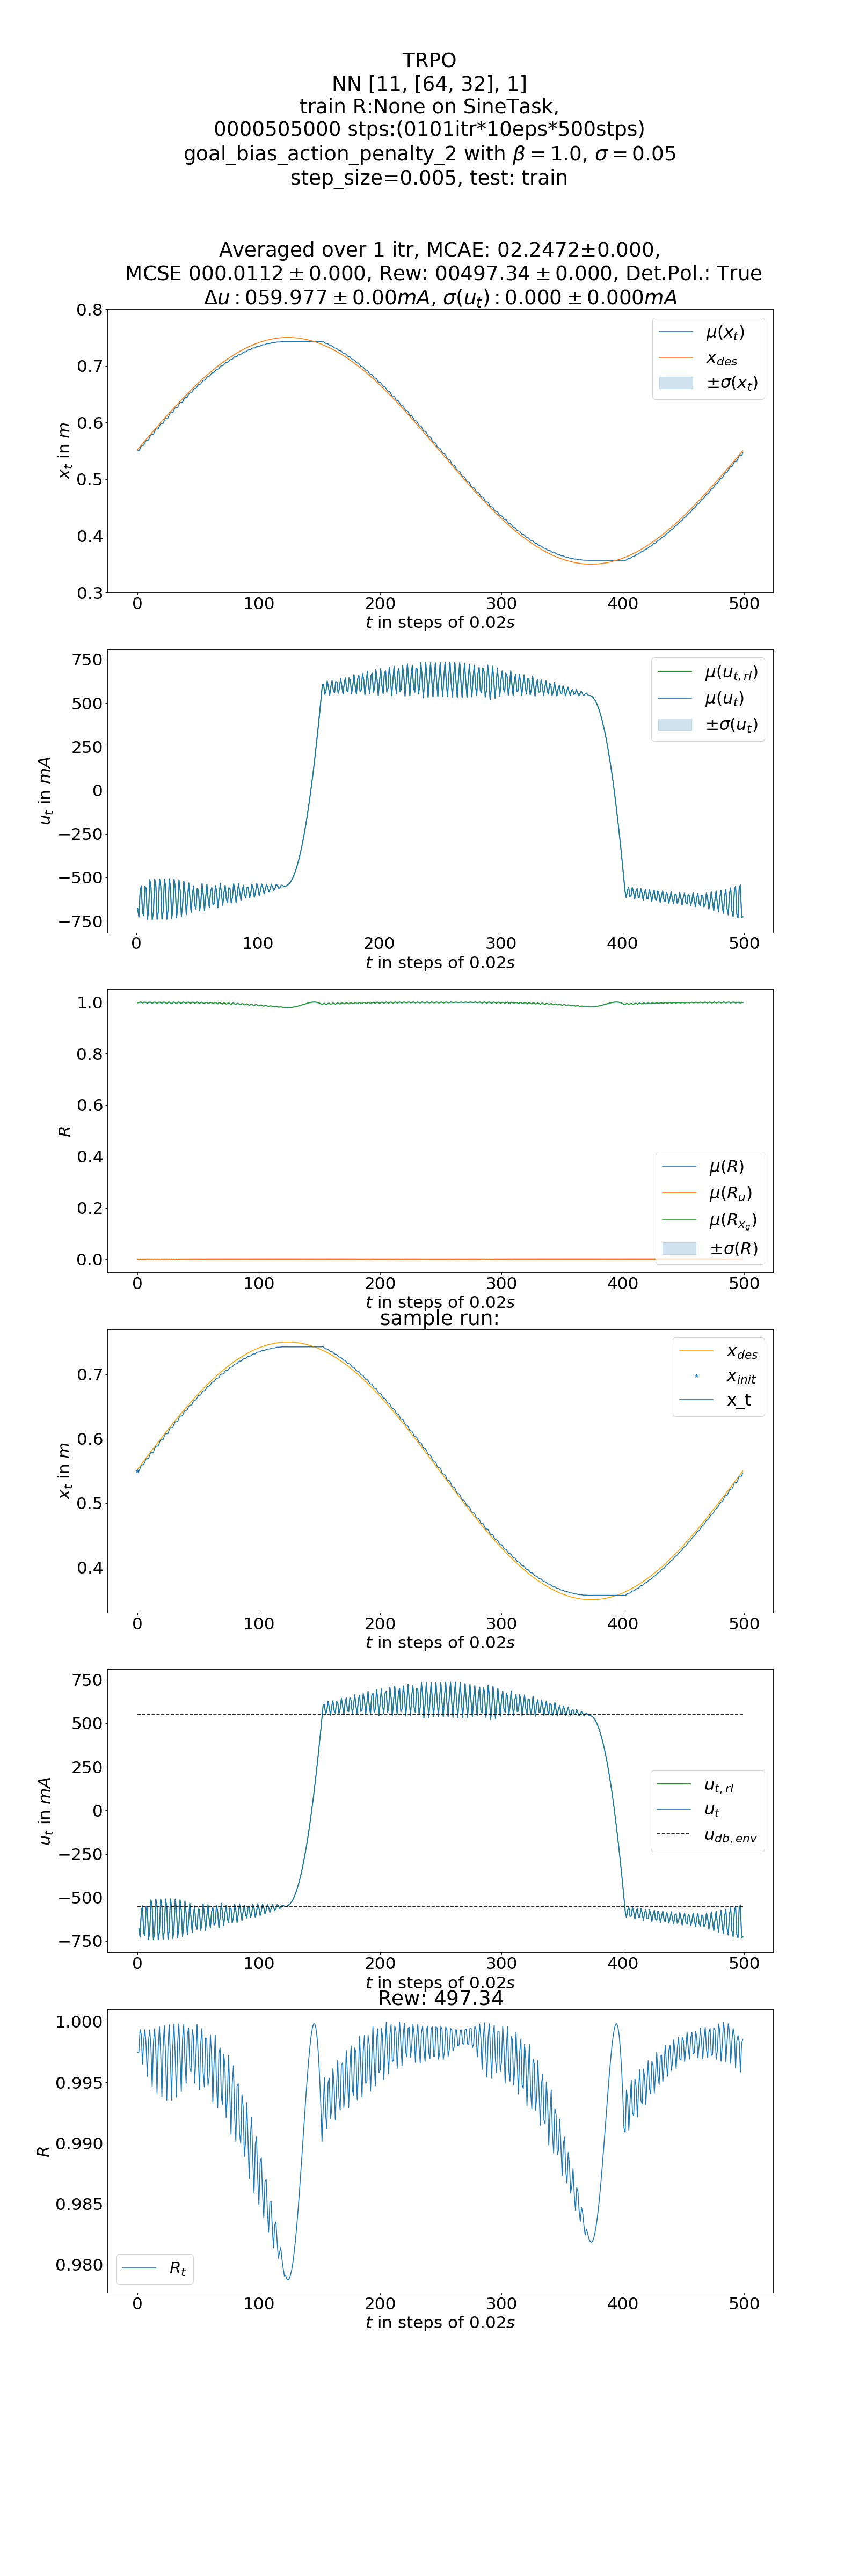 TRPO
NN [11, [64, 32], 1]
train R:None on SineTask,
0000505000 stps:(0101itr*10eps*500stps)
goal_bias_action_penalty_2 with β = 1.0, σ = 0.05
step_size=0.005, test: train
Averaged over 1 itr, MCAE: 02.2472±0.000,
MCSE 000.0112 ± 0.000, Rew: 00497.34 ± 0.000, Det.Pol.: True
Δu : 059.977 ± 0.00mA, σ(u_t) : 0.000 ± 0.000mA
0.8
0.7
0.6
0.5
0.4
0.3
x_t in m
μ(x_t)
x_des
±σ(x_t)
0 100 200 300 400 500
t in steps of 0.02s
750
500
250
0
−250
−500
−750
u_t in mA
μ(u_t,rl)
μ(u_t)
±σ(u_t)
0 100 200 300 400 500
t in steps of 0.02s
1.0
0.8
0.6
0.4
0.2
0.0
R
μ(R)
μ(R_u)
μ(R_x_g)
±σ(R)
0 100 200 300 400 500
t in steps of 0.02s
sample run:
0.7
0.6
0.5
0.4
x_t in m
x_des
x_init
x_t
0 100 200 300 400 500
t in steps of 0.02s
750
500
250
0
−250
−500
−750
u_t in mA
u_t,rl
u_t
u_db,env
0 100 200 300 400 500
t in steps of 0.02s
Rew: 497.34
1.000
0.995
0.990
0.985
0.980
R
R_t
0 100 200 300 400 500
t in steps of 0.02s